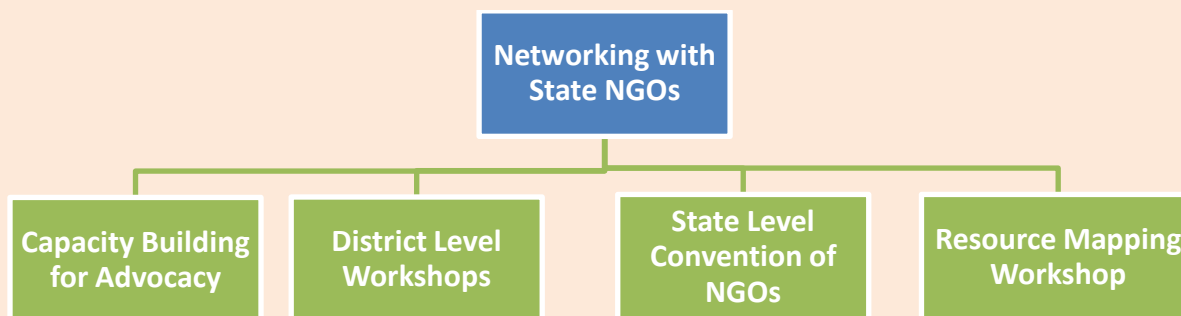 Networking with
State NGOs
Capacity Building
for Advocacy
District Level
Workshops
State Level
Convention of
NGOs
Resource Mapping
Workshop